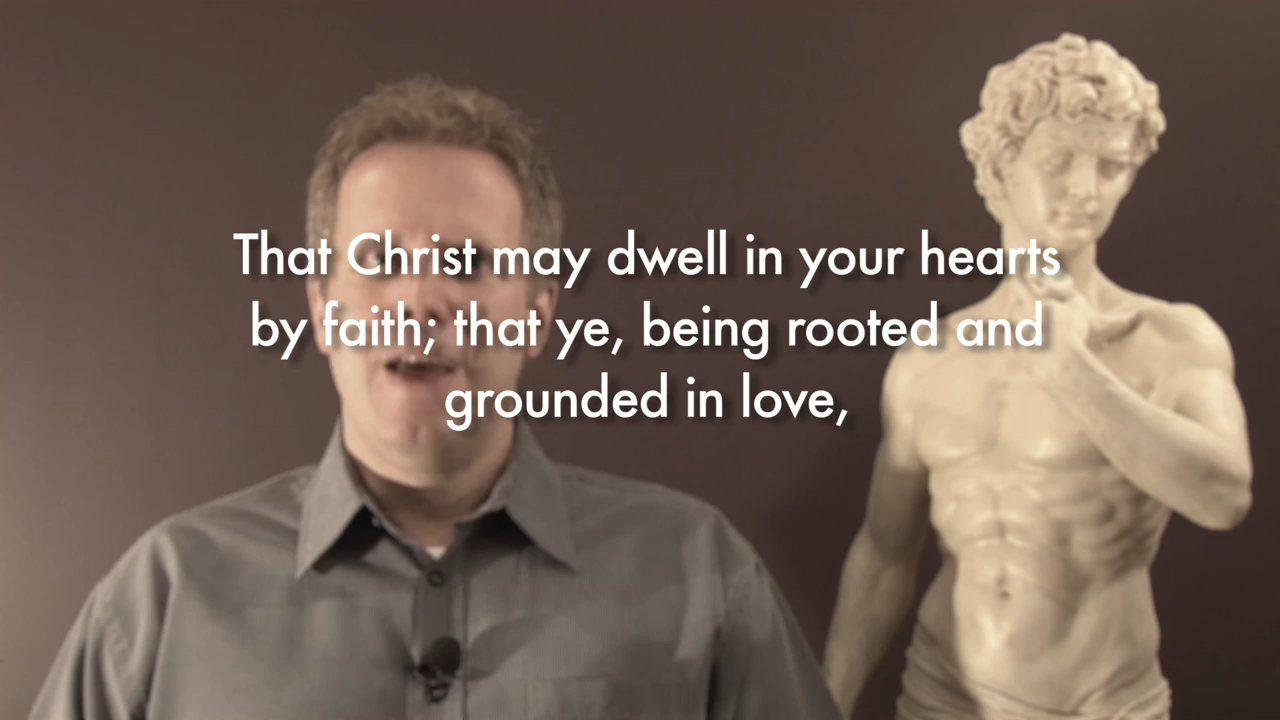 That Christ may dwell in your hearts
by faith; that ye, being rooted and
grounded in love,